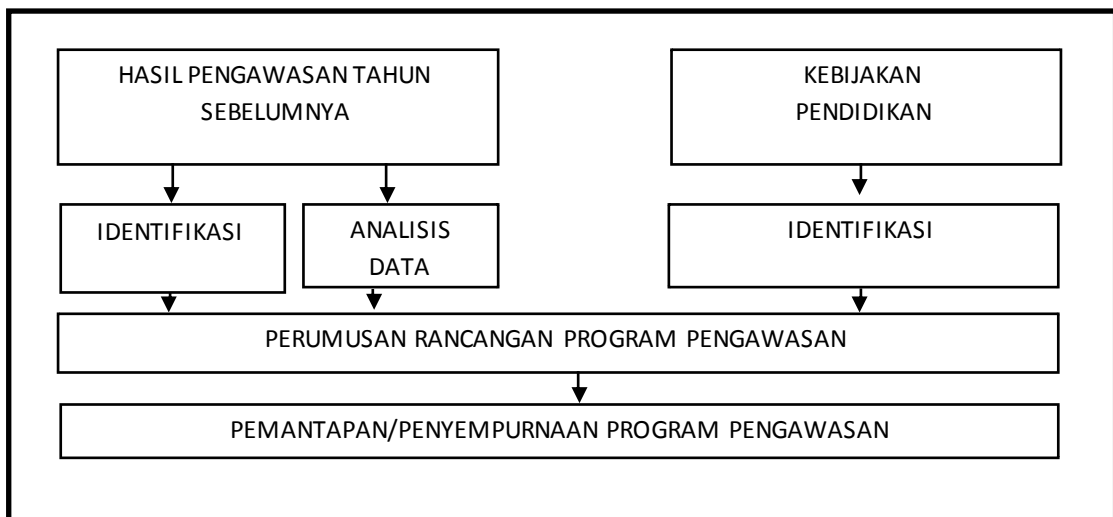 HASIL PENGAWASAN TAHUN
SEBELUMNYA
KEBIJAKAN
PENDIDIKAN
IDENTIFIKASI
ANALISIS
DATA
IDENTIFIKASI
PERUMUSAN RANCANGAN PROGRAM PENGAWASAN
PEMANTAPAN/PENYEMPURNAAN PROGRAM PENGAWASAN